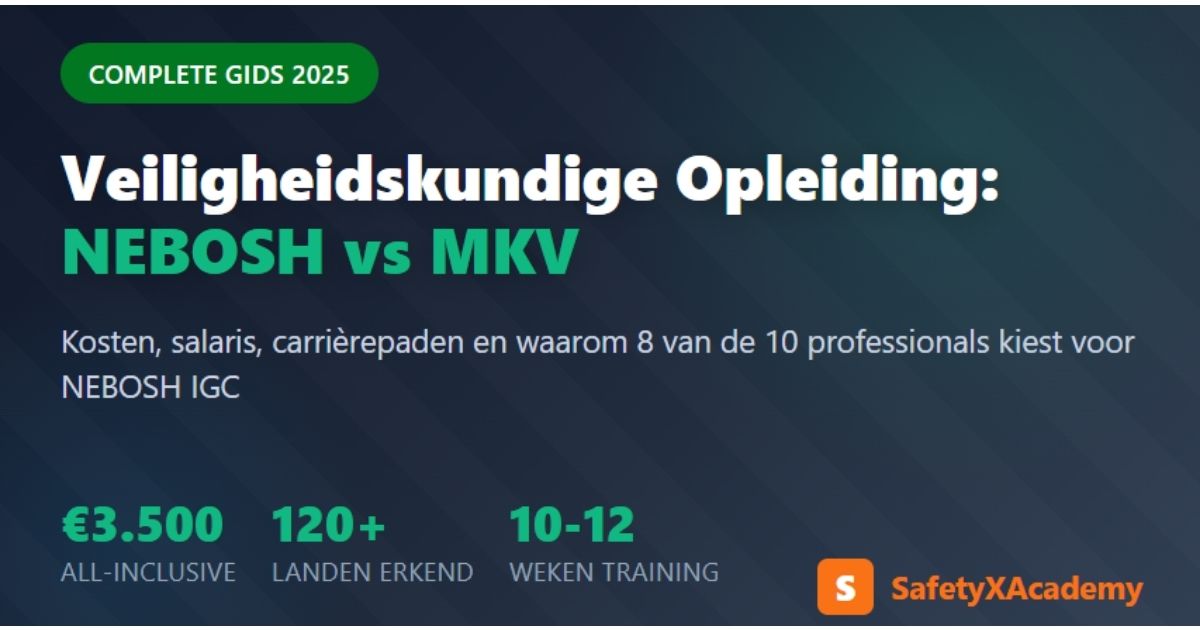 COMPLETE GIDS 2025
Veiligheidskundige Opleiding:
NEBOSH vs MKV
Kosten, salaris, carrièrepaden en waarom 8 van de 10 professionals kiest voor
NEBOSH IGC
€3.500 120+ 10-12
ALL-INCLUSIVE LANDEN ERKEND WEKEN TRAINING
S SafetyXAcademy